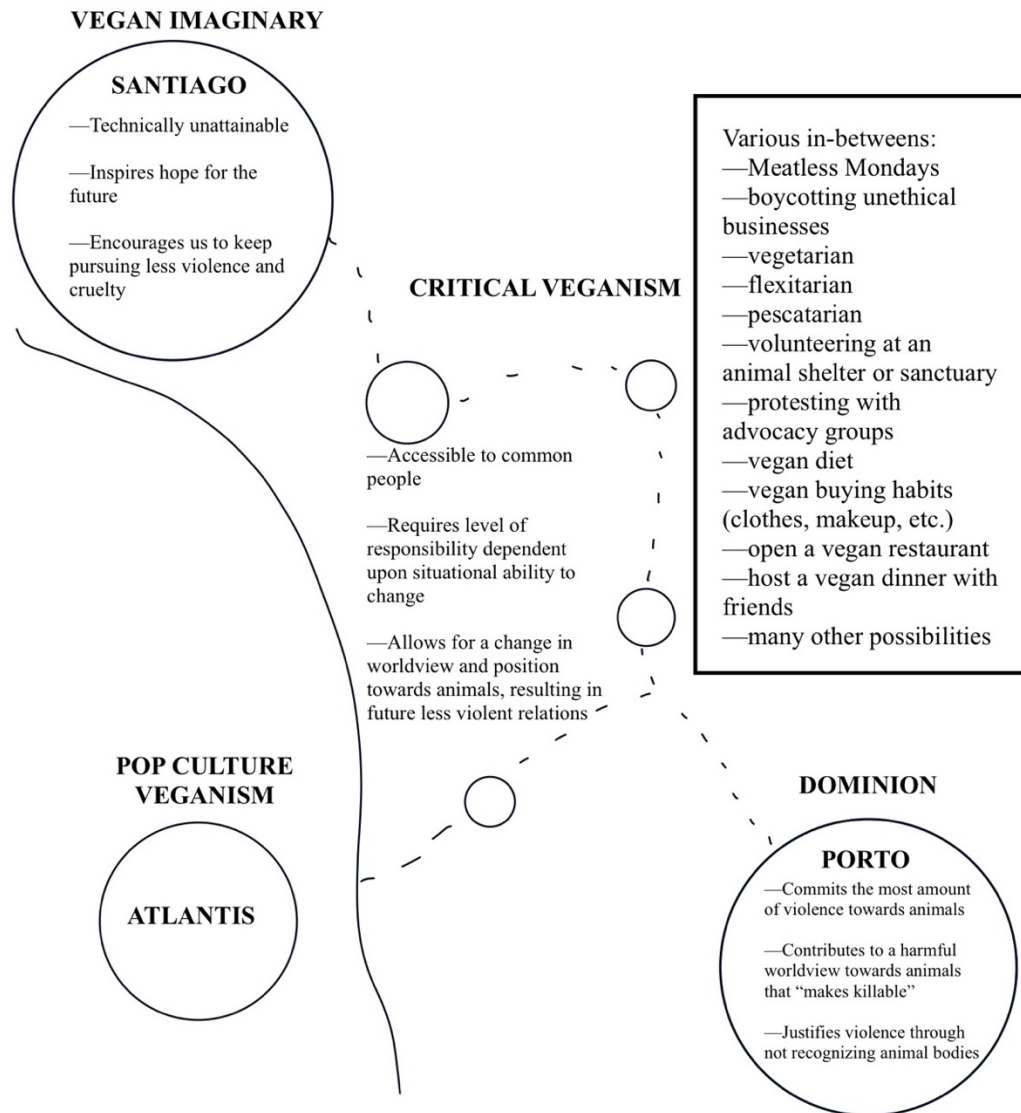 VEGAN IMAGINARY
SANTIAGO
—Technically unattainable
—Inspires hope for the
future
—Encourages us to keep
pursuing less violence and
cruelty
CRITICAL VEGANISM
—Accessible to common
people
—Requires level of
responsibility dependent
upon situational ability to
change
—Allows for a change in
worldview and position
towards animals, resulting in
future less violent relations
Various in-betweens:
—Meatless Mondays
—boycotting unethical
businesses
—vegetarian
—flexitarian
—pescatarian
—volunteering at an
animal shelter or sanctuary
—protesting with
advocacy groups
—vegan diet
—vegan buying habits
(clothes, makeup, etc.)
—open a vegan restaurant
—host a vegan dinner with
friends
—many other possibilities
POP CULTURE
VEGANISM
ATLANTIS
DOMINION
PORTO
—Commits the most amount
of violence towards animals
—Contributes to a harmful
worldview towards animals
that “makes killable”
—Justifies violence through
not recognizing animal bodies